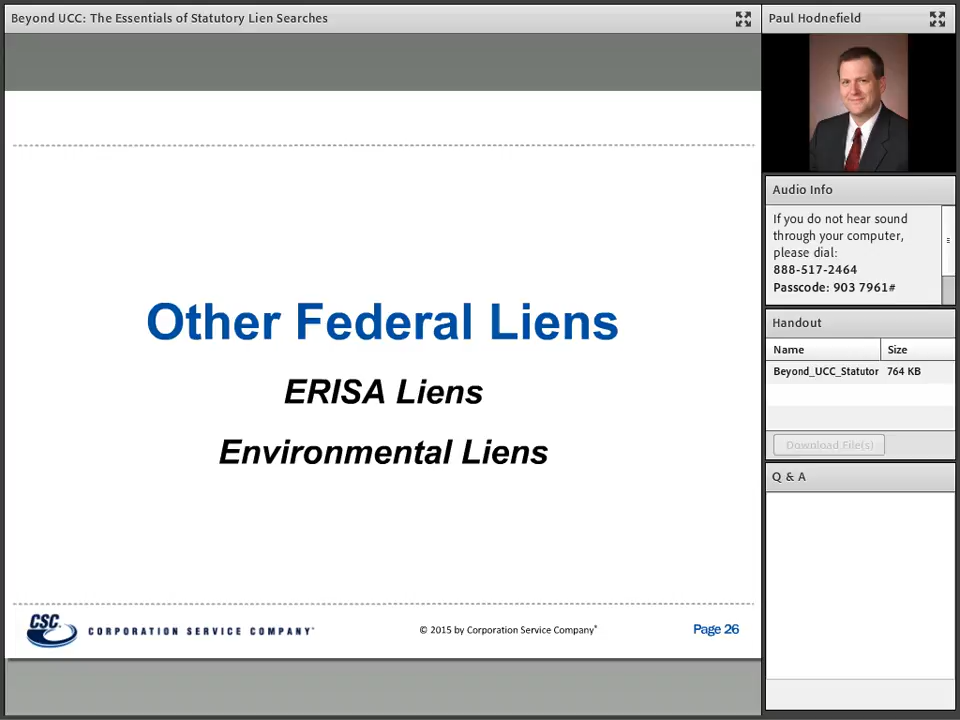 Beyond UCC: The Essentials of Statutory Lien Searches
Other Federal Liens
ERISA Liens
Environmental Liens
CSC.
CORPORATION SERVICE COMPANY®
© 2015 by Corporation Service Company®
Page 26
Paul Hodnefield
Audio Info
If you do not hear sound
through your computer,
please dial:
888-517-2464
Passcode: 903 7961#
Handout
Name Size
Beyond_UCC_Statutor 764 KB
Download File(s)
Q & A